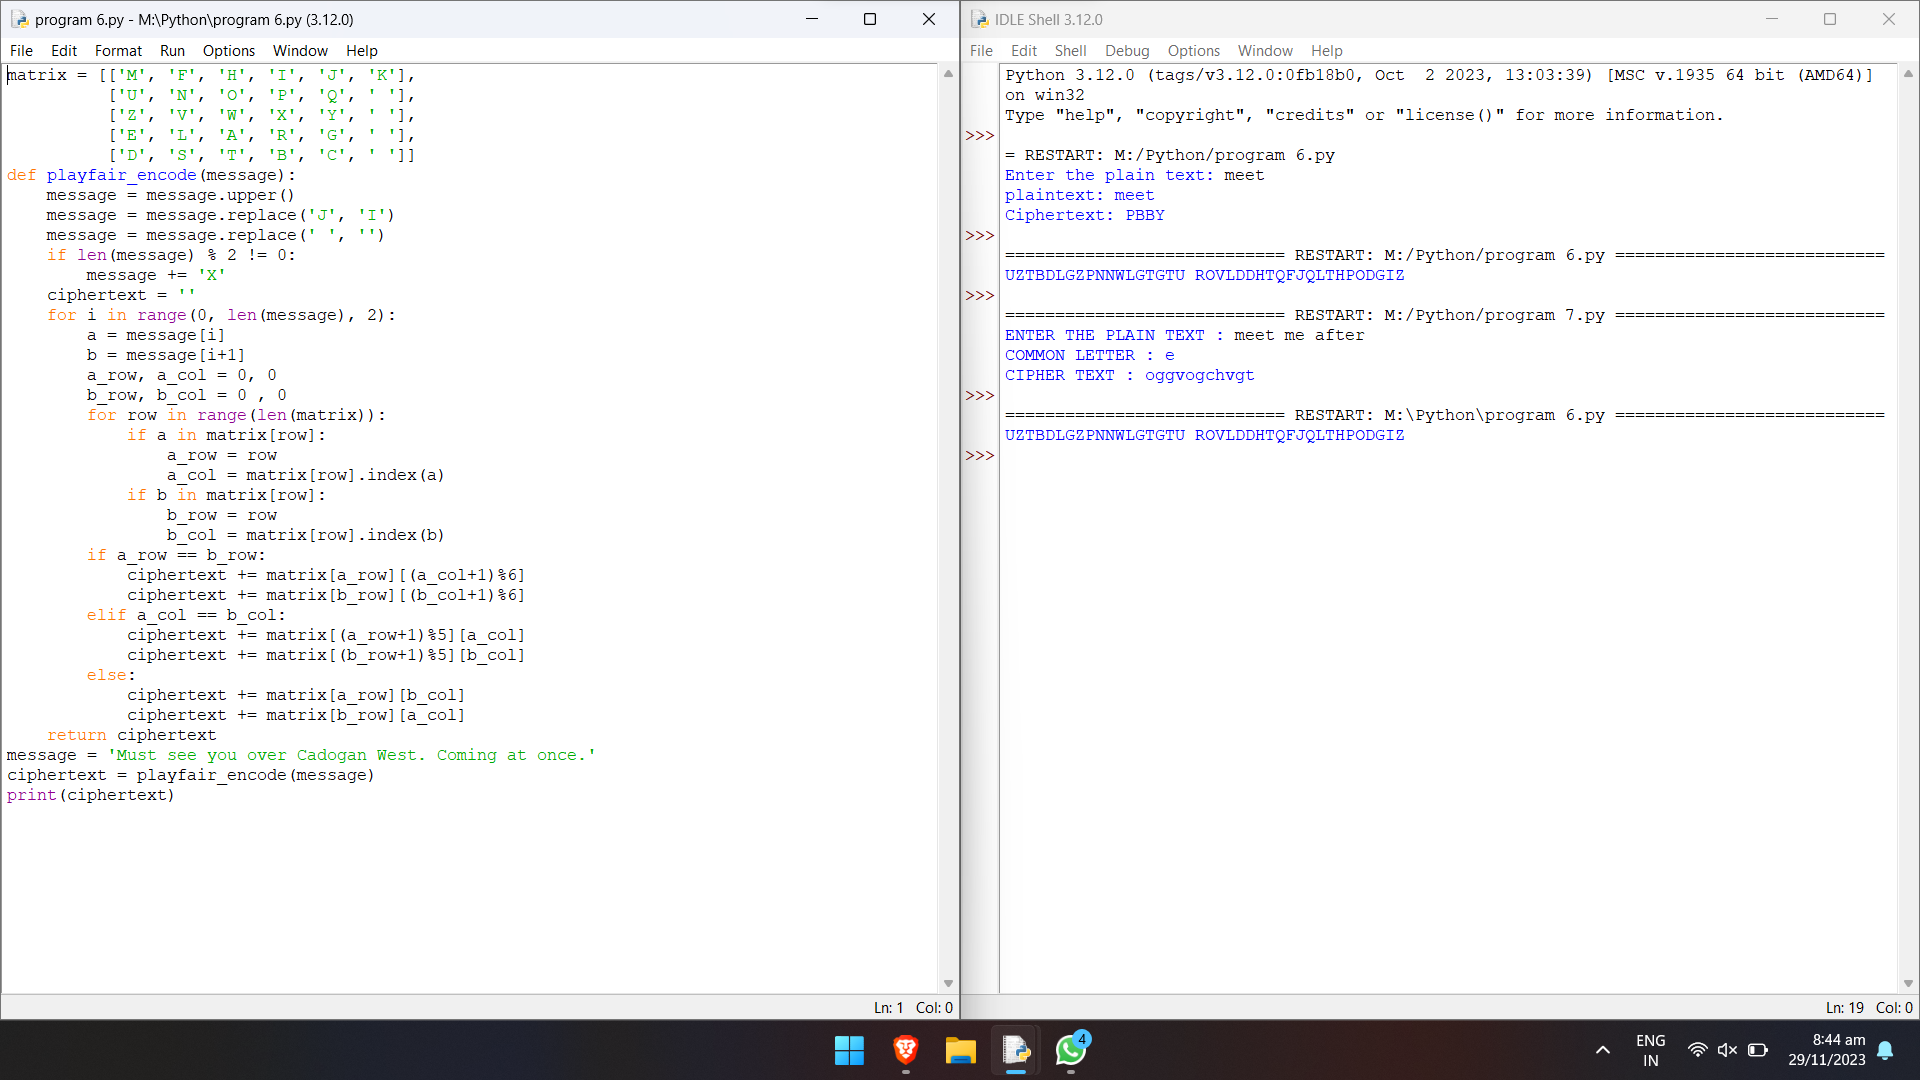 program 6.py - M:\Python\program 6.py (3.12.0)
File Edit Format Run Options Window Help
matrix = [['M', 'F', 'H', 'I', 'J', 'K'],
['U', 'N', 'O', 'P', 'Q', ' '],
['Z', 'V', 'W', 'X', 'Y', ' '],
['E', 'L', 'A', 'R', 'G', ' '],
['D', 'S', 'T', 'B', 'C', ' ']]
def playfair_encode(message):
    message = message.upper()
    message = message.replace('J', 'I')
    message = message.replace(' ', '')
    if len(message) % 2 != 0:
        message += 'X'
    ciphertext = ''
    for i in range(0, len(message), 2):
        a = message[i]
        b = message[i+1]
        a_row, a_col = 0, 0
        b_row, b_col = 0 , 0
        for row in range(len(matrix)):
            if a in matrix[row]:
                a_row = row
                a_col = matrix[row].index(a)
            if b in matrix[row]:
                b_row = row
                b_col = matrix[row].index(b)
        if a_row == b_row:
            ciphertext += matrix[a_row][(a_col+1)%6]
            ciphertext += matrix[b_row][(b_col+1)%6]
        elif a_col == b_col:
            ciphertext += matrix[(a_row+1)%5][a_col]
            ciphertext += matrix[(b_row+1)%5][b_col]
        else:
            ciphertext += matrix[a_row][b_col]
            ciphertext += matrix[b_row][a_col]
    return ciphertext
message = 'Must see you over Cadogan West. Coming at once.'
ciphertext = playfair_encode(message)
print(ciphertext)
Ln: 1 Col: 0
IDLE Shell 3.12.0
File Edit Shell Debug Options Window Help
Python 3.12.0 (tags/v3.12.0:0fb18b0, Oct  2 2023, 13:03:39) [MSC v.1935 64 bit (AMD64)]
on win32
Type "help", "copyright", "credits" or "license()" for more information.
>>>
= RESTART: M:/Python/program 6.py
Enter the plain text: meet
plaintext: meet
Ciphertext: PBBY
>>>
============================ RESTART: M:/Python/program 6.py ===========================
UZTBDLGZPNNWLGTGTU ROVLDDHTQFJQLTHPODGIZ
>>>
============================ RESTART: M:/Python/program 7.py ===========================
ENTER THE PLAIN TEXT : meet me after
COMMON LETTER : e
CIPHER TEXT : oggvogchvgt
>>>
============================ RESTART: M:\Python\program 6.py ===========================
UZTBDLGZPNNWLGTGTU ROVLDDHTQFJQLTHPODGIZ
>>>
Ln: 19 Col: 0
4
ENG
IN
8:44 am
29/11/2023